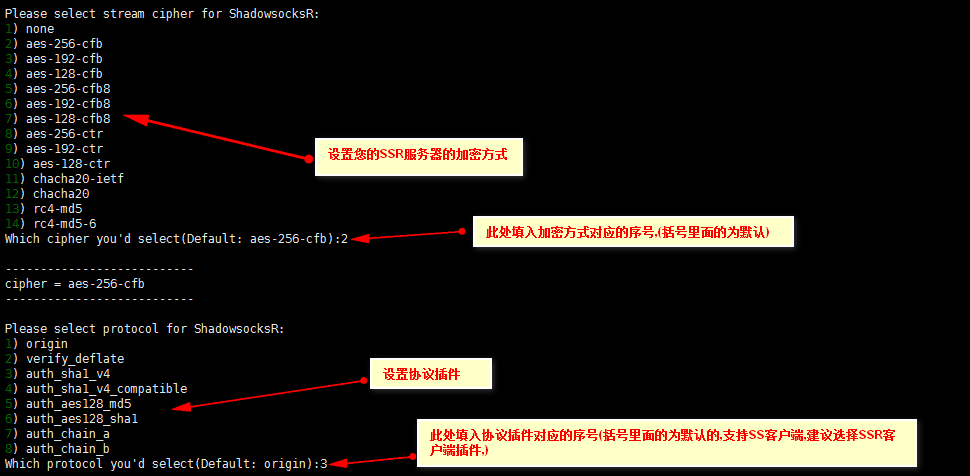 Please select stream cipher for ShadowsocksR:
1) none
2) aes-256-cfb
3) aes-192-cfb
4) aes-128-cfb
5) aes-256-cfb8
6) aes-192-cfb8
7) aes-128-cfb8
8) aes-256-ctr
9) aes-192-ctr
10) aes-128-ctr
11) chacha20-ietf
12) chacha20
13) rc4-md5
14) rc4-md5-6
设置您的SSR服务器的加密方式
Which cipher you'd select(Default: aes-256-cfb):2
此处填入加密方式对应的序号,(括号里面的为默认)
---------------------------
cipher = aes-256-cfb
---------------------------
Please select protocol for ShadowsocksR:
1) origin
2) verify_deflate
3) auth_sha1_v4
4) auth_sha1_v4_compatible
5) auth_aes128_md5
6) auth_aes128_sha1
7) auth_chain_a
8) auth_chain_b
设置协议插件
Which protocol you'd select(Default: origin):3
此处填入协议插件对应的序号(括号里面的为默认的,支持SS客户端,建议选择SSR客
户端插件,)